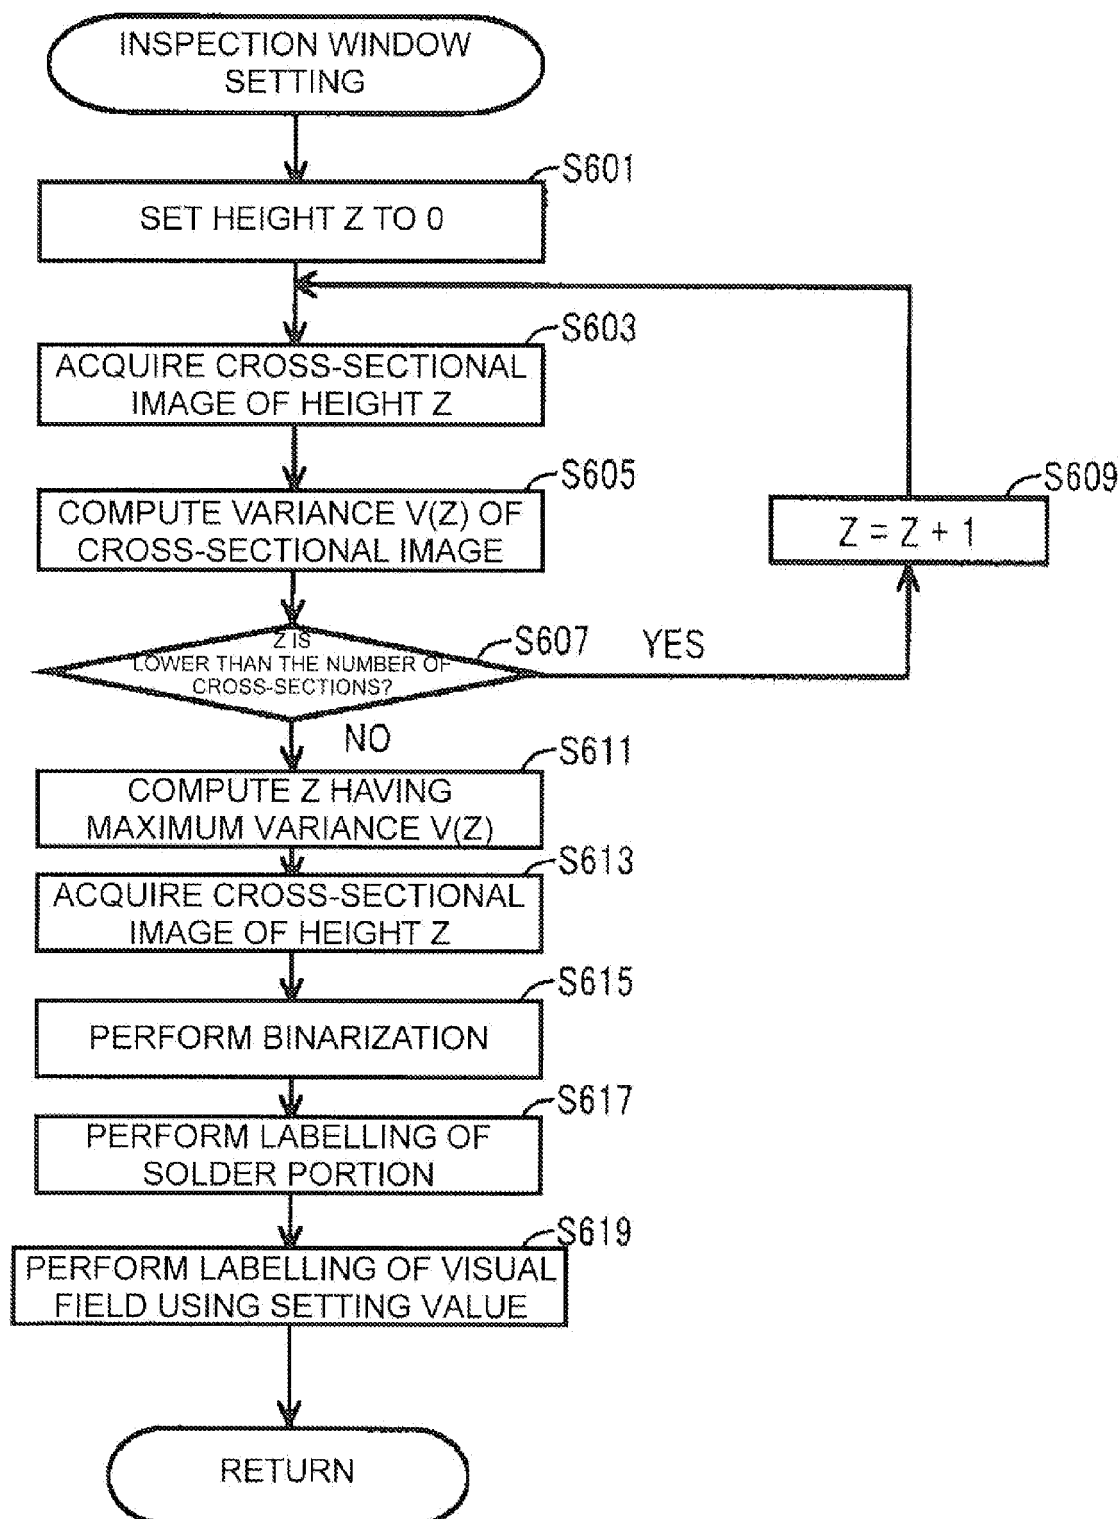 INSPECTION WINDOW
SETTING
S601
SET HEIGHT Z TO 0
S603
ACQUIRE CROSS-SECTIONAL
IMAGE OF HEIGHT Z
S605
COMPUTE VARIANCE V(Z) OF
CROSS-SECTIONAL IMAGE
S609
Z = Z + 1
S607
YES
Z IS
LOWER THAN THE NUMBER OF
CROSS-SECTIONS?
NO
S611
COMPUTE Z HAVING
MAXIMUM VARIANCE V(Z)
S613
ACQUIRE CROSS-SECTIONAL
IMAGE OF HEIGHT Z
S615
PERFORM BINARIZATION
S617
PERFORM LABELLING OF
SOLDER PORTION
S619
PERFORM LABELLING OF VISUAL
FIELD USING SETTING VALUE
RETURN